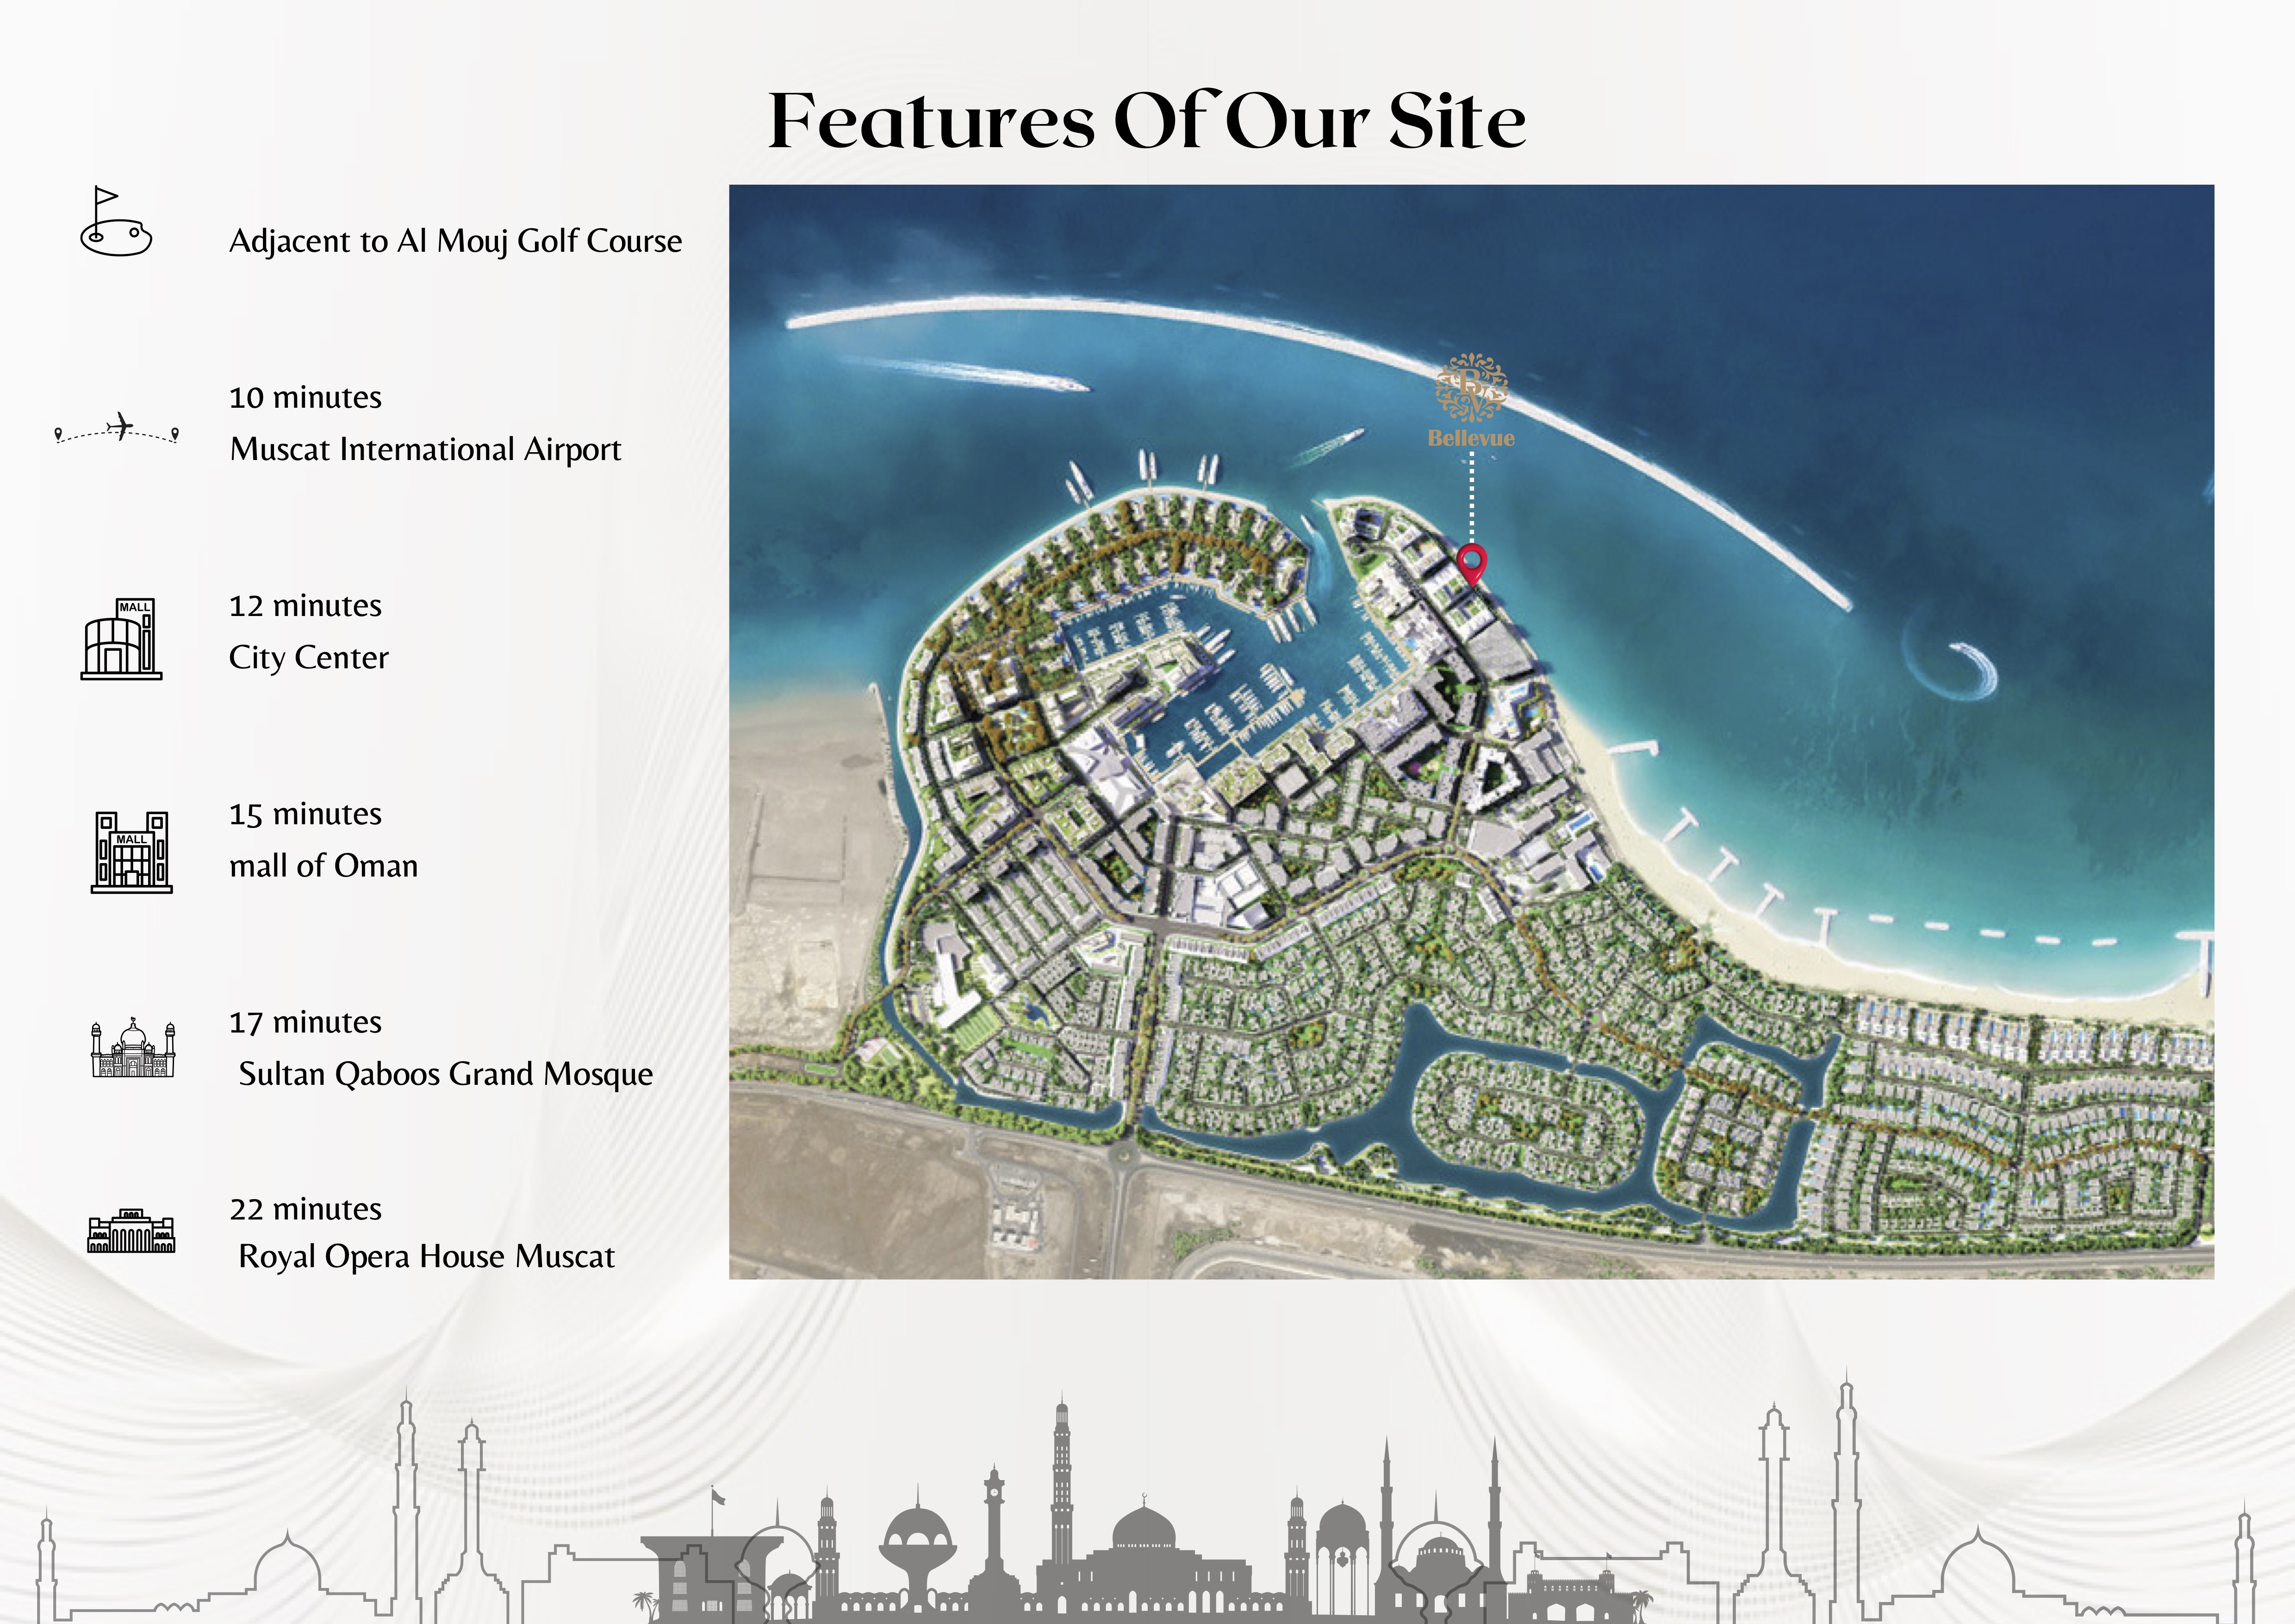 Features Of Our Site
Adjacent to Al Mouj Golf Course
10 minutes
Muscat International Airport
MALL
12 minutes
City Center
MALL
15 minutes
mall of Oman
17 minutes
Sultan Qaboos Grand Mosque
22 minutes
Royal Opera House Muscat
BV
Bellevue